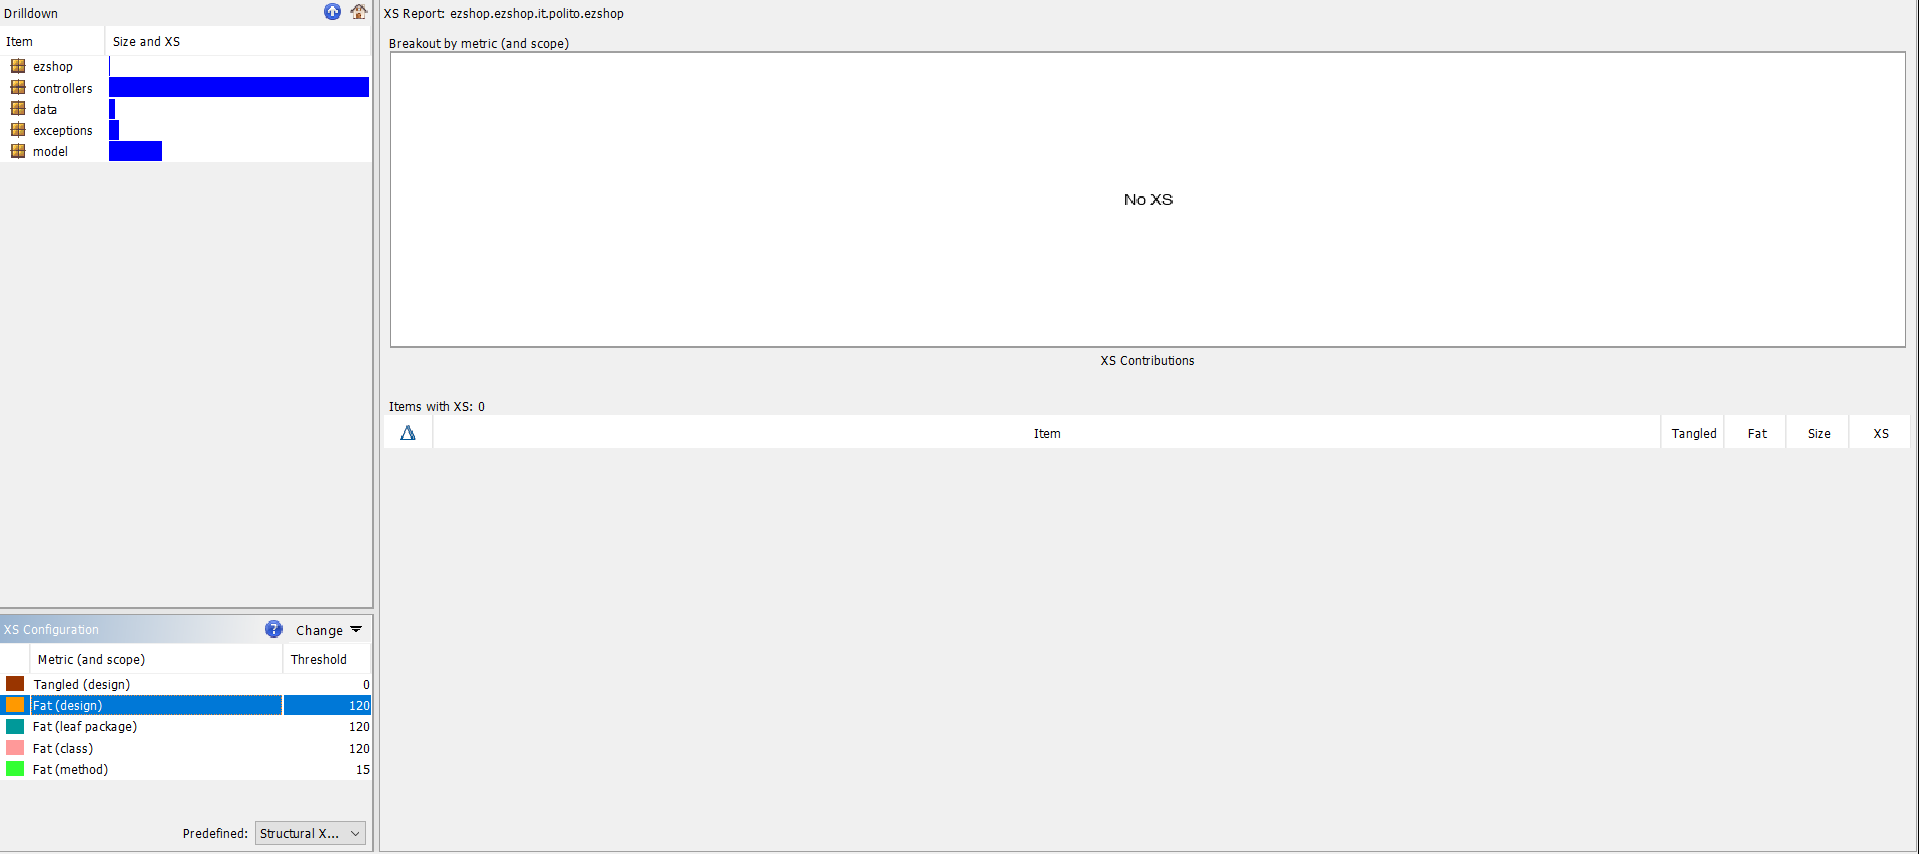 Drilldown
Item Size and XS
ezshop
controllers
data
exceptions
model
XS Configuration ? Change
Metric (and scope) Threshold
Tangled (design) 0
Fat (design) 120
Fat (leaf package) 120
Fat (class) 120
Fat (method) 15
Predefined: Structural X...
XS Report: ezshop.ezshop.it.polito.ezshop
Breakout by metric (and scope)
No XS
XS Contributions
Items with XS: 0
Item Tangled Fat Size XS